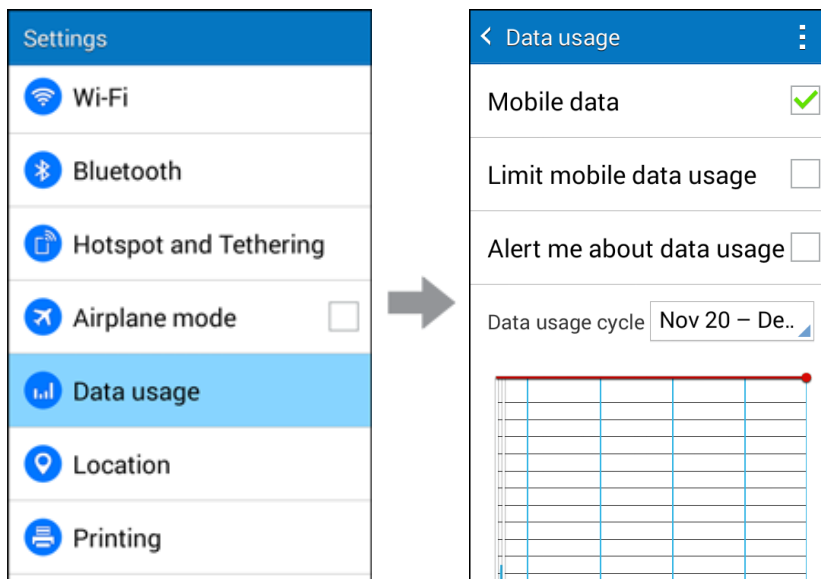 Settings
Wi-Fi
Bluetooth
Hotspot and Tethering
Airplane mode
Data usage
Location
Printing
Data usage
Mobile data
Limit mobile data usage
Alert me about data usage
Data usage cycle Nov 20 – De..